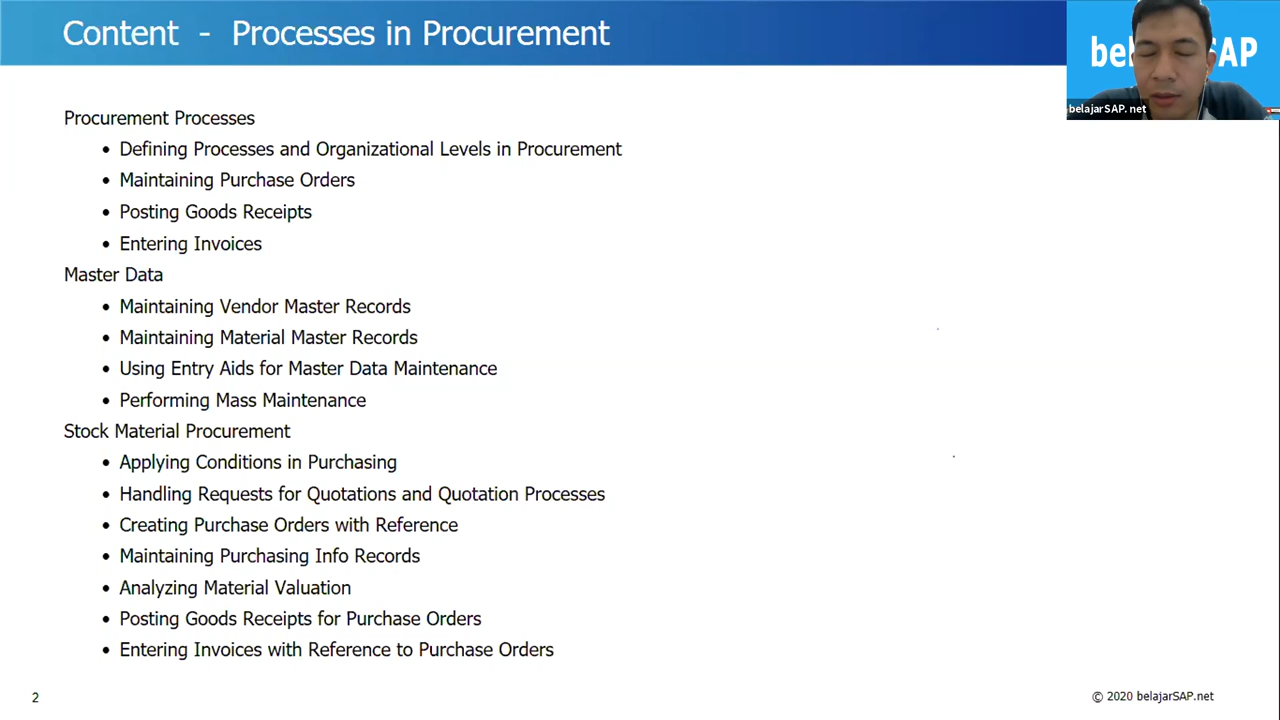 Content - Processes in Procurement
be SAP
belajarSAP. net
Procurement Processes
• Defining Processes and Organizational Levels in Procurement
• Maintaining Purchase Orders
• Posting Goods Receipts
• Entering Invoices
Master Data
• Maintaining Vendor Master Records
• Maintaining Material Master Records
• Using Entry Aids for Master Data Maintenance
• Performing Mass Maintenance
Stock Material Procurement
• Applying Conditions in Purchasing
• Handling Requests for Quotations and Quotation Processes
• Creating Purchase Orders with Reference
• Maintaining Purchasing Info Records
• Analyzing Material Valuation
• Posting Goods Receipts for Purchase Orders
• Entering Invoices with Reference to Purchase Orders
2
© 2020 belajarSAP.net